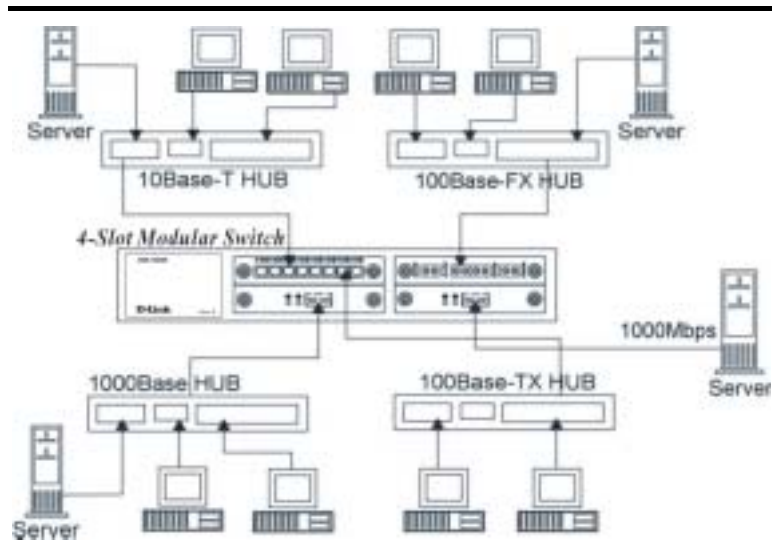 Server
Server
10Base-T HUB
100Base-FX HUB
4-Slot Modular Switch
D-Link
1000Mbps
Server
1000Base HUB
100Base-TX HUB
Server